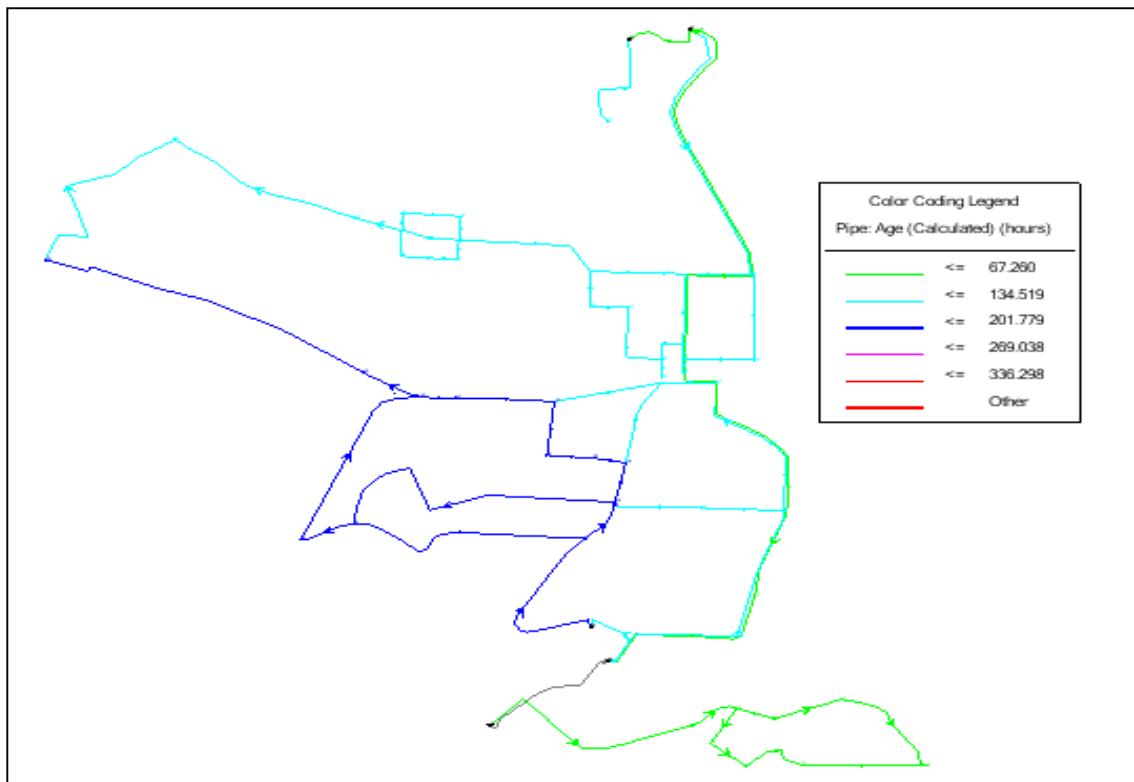 Color Coding Legend
Pipe: Age (Calculated) (hours)
<= 67.260
<= 134.519
<= 201.779
<= 269.038
<= 336.298
Other